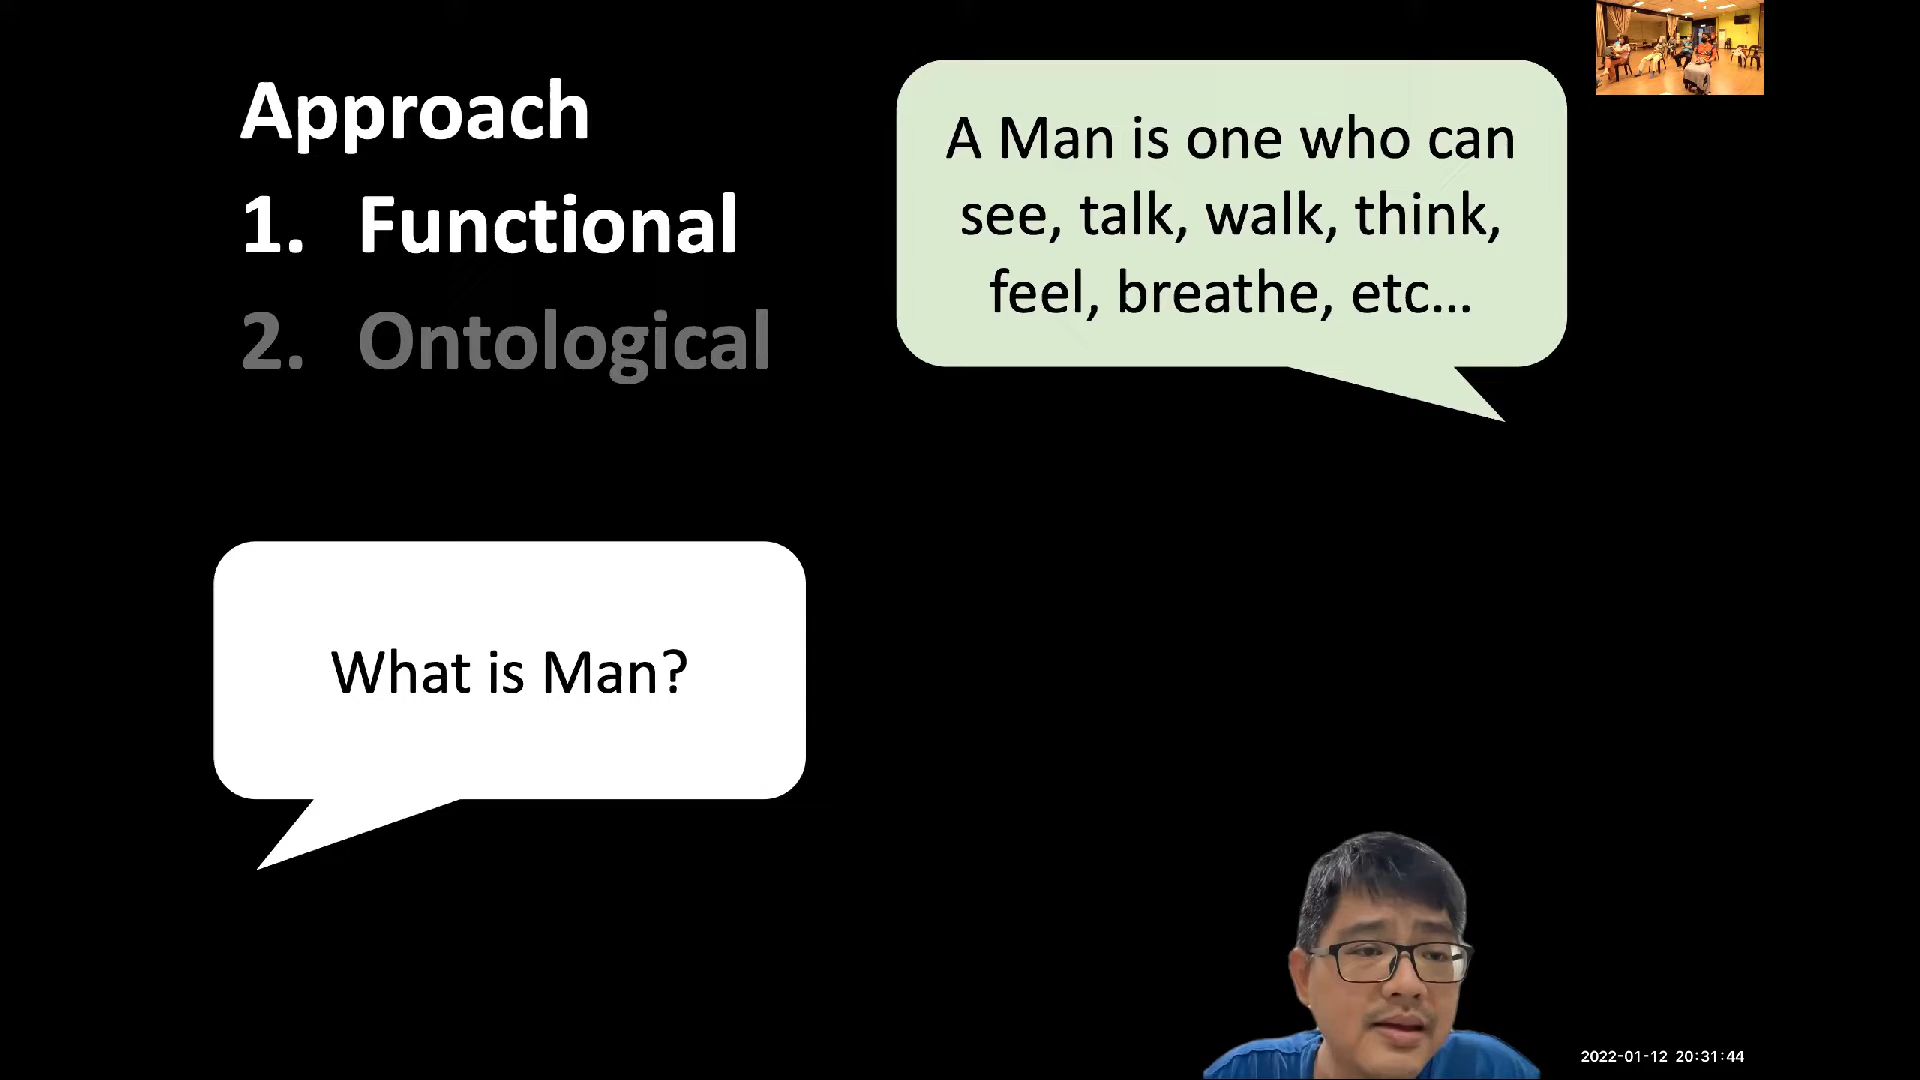 Approach
1. Functional
2. Ontological
A Man is one who can
see, talk, walk, think,
feel, breathe, etc...
What is Man?
2022-01-12 20:31:44